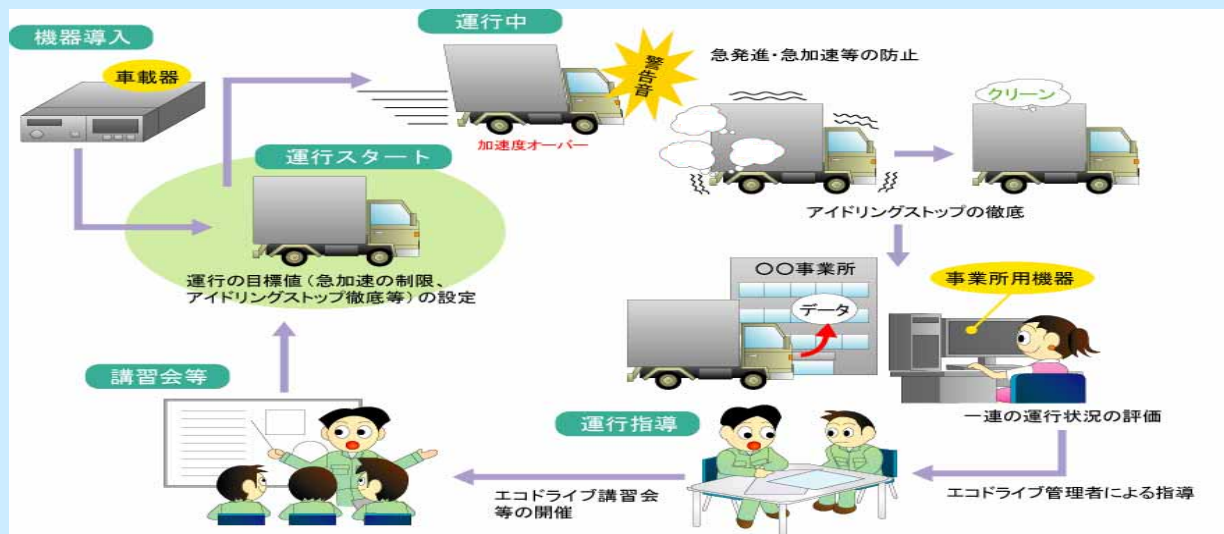 機器導入
車載器
運行中
警告音
加速度オーバー
急発進・急加速等の防止
クリーン
アイドリングストップの徹底
運行スタート
運行の目標値(急加速の制限、
アイドリングストップ徹底等)の設定
〇〇事業所
データ
事業所用機器
一連の運行状況の評価
エコドライブ管理者による指導
運行指導
エコドライブ講習会
等の開催
講習会等